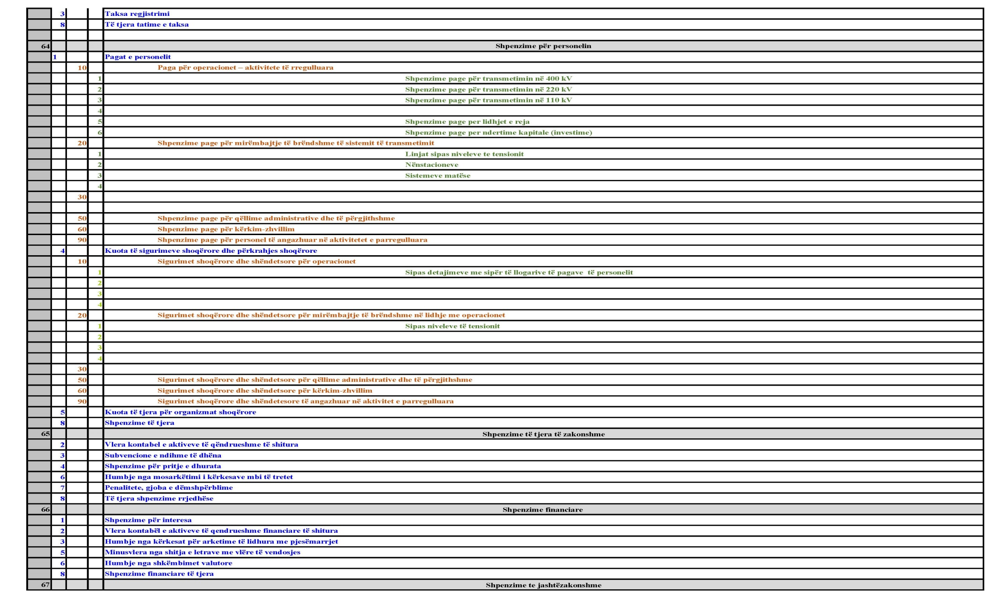 3 Taksa regjistrimi
8 Të tjera tatime e taksa
64 Shpenzime për personelin
1 Pagat e personelit
10 Paga për operacionet – aktivitete të rregulluara
1 Shpenzime page për transmetimin në 400 kV
2 Shpenzime page për transmetimin në 220 kV
3 Shpenzime page për transmetimin në 110 kV
4
5 Shpenzime page per lidhjet e reja
6 Shpenzime page per ndertime kapitale (investime)
20 Shpenzime page për mirëmbajtje të brëndshme të sistemit të transmetimit
1 Linjat sipas niveleve te tensionit
2 Nënstacioneve
3 Sistemeve matëse
4
30
50 Shpenzime page për qëllime administrative dhe të përgjithshme
60 Shpenzime page për kërkim-zhvillim
90 Shpenzime page për personel të angazhuar në aktivitetet e parregulluara
4 Kuota të sigurimeve shoqërore dhe përkrahjes shoqërore
10 Sigurimet shoqërore dhe shëndetsore për operacionet
1 Sipas detajimeve me sipër të llogarive të pagave të personelit
2
3
4
20 Sigurimet shoqërore dhe shëndetsore për mirëmbajtje të brëndshme në lidhje me operacionet
1 Sipas niveleve të tensionit
2
3
4
30
50 Sigurimet shoqërore dhe shëndetsore për qëllime administrative dhe të përgjithshme
60 Sigurimet shoqërore dhe shëndetsore për kërkim-zhvillim
90 Sigurimet shoqërore dhe shëndetesore të angazhuar në aktivitet e parregulluara
5 Kuota të tjera për organizmat shoqërore
8 Shpenzime të tjera
65 Shpenzime të tjera të zakonshme
2 Vlera kontabel e aktiveve të qëndrueshme të shitura
3 Subvencione e ndihme të dhëna
4 Shpenzime për pritje e dhurata
6 Humbje nga mosarkëtimi i kërkesave mbi të tretet
7 Penalitete, gjoba e dëmshpërblime
8 Të tjera shpenzime rrjedhëse
66 Shpenzime financiare
1 Shpenzime për interesa
2 Vlera kontabël e aktiveve të qendrueshme financiare të shitura
3 Humbje nga kërkesat për arketime të lidhura me pjesëmarrjet
5 Minusvlera nga shitja e letrave me vlëre të vendosjes
6 Humbje nga shkëmbimet valutore
8 Shpenzime financiare të tjera
67 Shpenzime te jashtëzakonshme